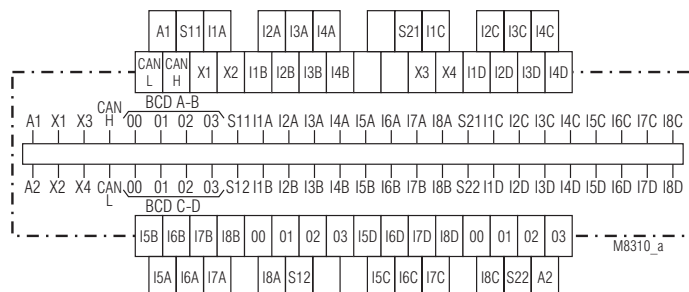 A1 S11 I1A I2A I3A I4A S21 I1C I2C I3C I4C
CAN L CAN H X1 X2 I1B I2B I3B I4B X3 X4 I1D I2D I3D I4D
BCD A-B
A1 X1 X3 CAN H 00 01 02 03 S11 I1A I2A I3A I4A I5A I6A I7A I8A S21 I1C I2C I3C I4C I5C I6C I7C I8C
A2 X2 X4 CAN L 00 01 02 03 S12 I1B I2B I3B I4B I5B I6B I7B I8B S22 I1D I2D I3D I4D I5D I6D I7D I8D
BCD C-D
I5B I6B I7B I8B 00 01 02 03 I5D I6D I7D I8D 00 01 02 03
M8310_a
I5A I6A I7A I8A S12 I5C I6C I7C I8C S22 A2